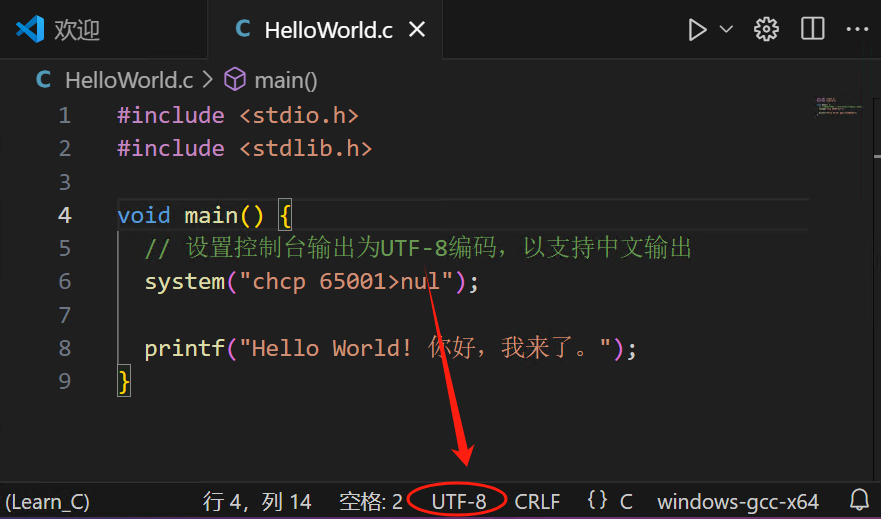 欢迎
C HelloWorld.c
C HelloWorld.c > main()
1 #include <stdio.h>
2 #include <stdlib.h>
3
4 void main() {
5 // 设置控制台输出为UTF-8编码，以支持中文输出
6 system("chcp 65001>nul");
7
8 printf("Hello World! 你好，我来了。");
9 }
(Learn_C) 行 4，列 14 空格: 2 UTF-8 CRLF {} C windows-gcc-x64